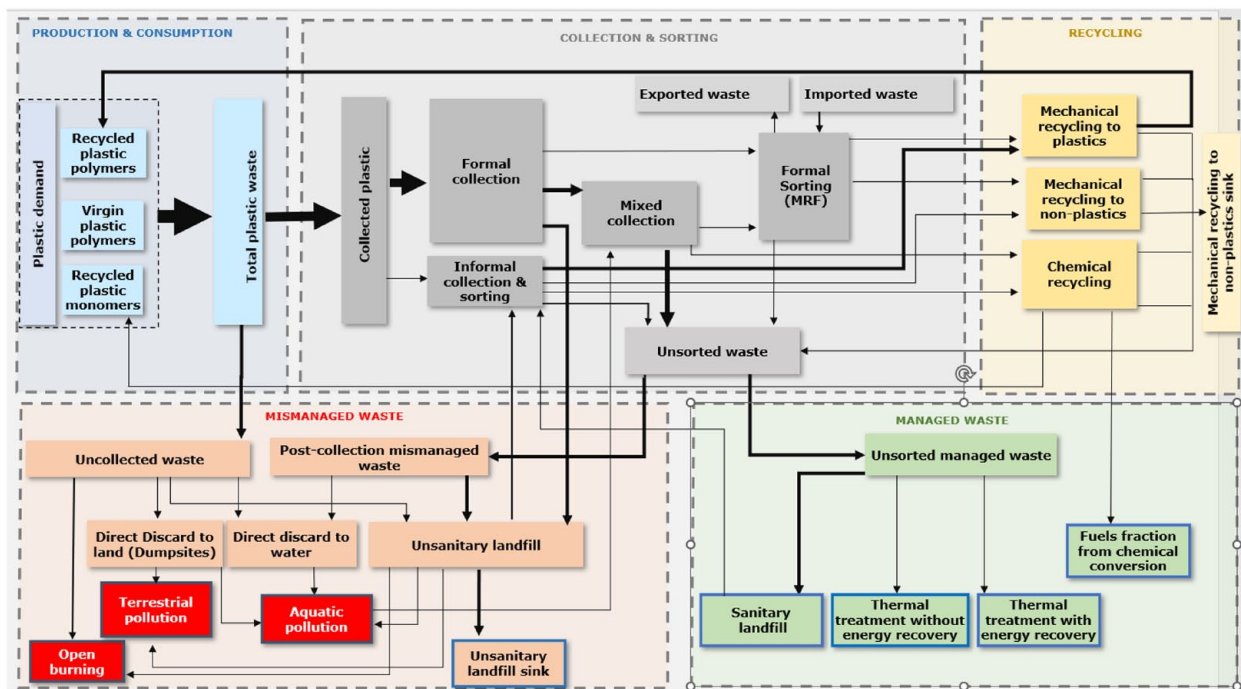 PRODUCTION & CONSUMPTION
COLLECTION & SORTING
RECYCLING
Plastic demand
Recycled
plastic
polymers
Virgin
plastic
polymers
Recycled
plastic
monomers
Total plastic waste
Collected plastic
Formal
collection
Informal
collection &
sorting
Mixed
collection
Exported waste
Imported waste
Formal
Sorting
(MRF)
Unsorted waste
Mechanical
recycling to
plastics
Mechanical
recycling to
non-plastics
Chemical
recycling
Mechanical recycling to
non-plastics sink
MISMANAGED WASTE
Uncollected waste
Post-collection mismanaged
waste
Direct Discard to
land (Dumpsites)
Direct discard to
water
Unsanitary landfill
Terrestrial
pollution
Aquatic
pollution
Open
burning
Unsanitary
landfill sink
MANAGED WASTE
Unsorted managed waste
Fuels fraction
from chemical
conversion
Sanitary
landfill
Thermal
treatment without
energy recovery
Thermal
treatment with
energy recovery